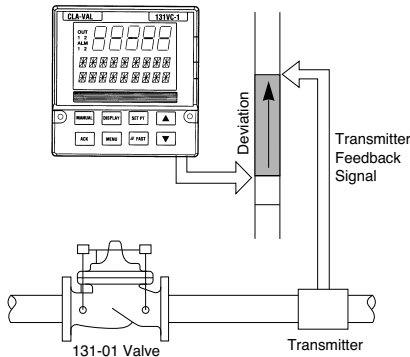 CLA-VAL 131VC-1
OUT
1 2
ALM
1 2
MANUAL DISPLAY SET PT
ACK MENU FAST
Deviation
Transmitter
Feedback
Signal
131-01 Valve
Transmitter